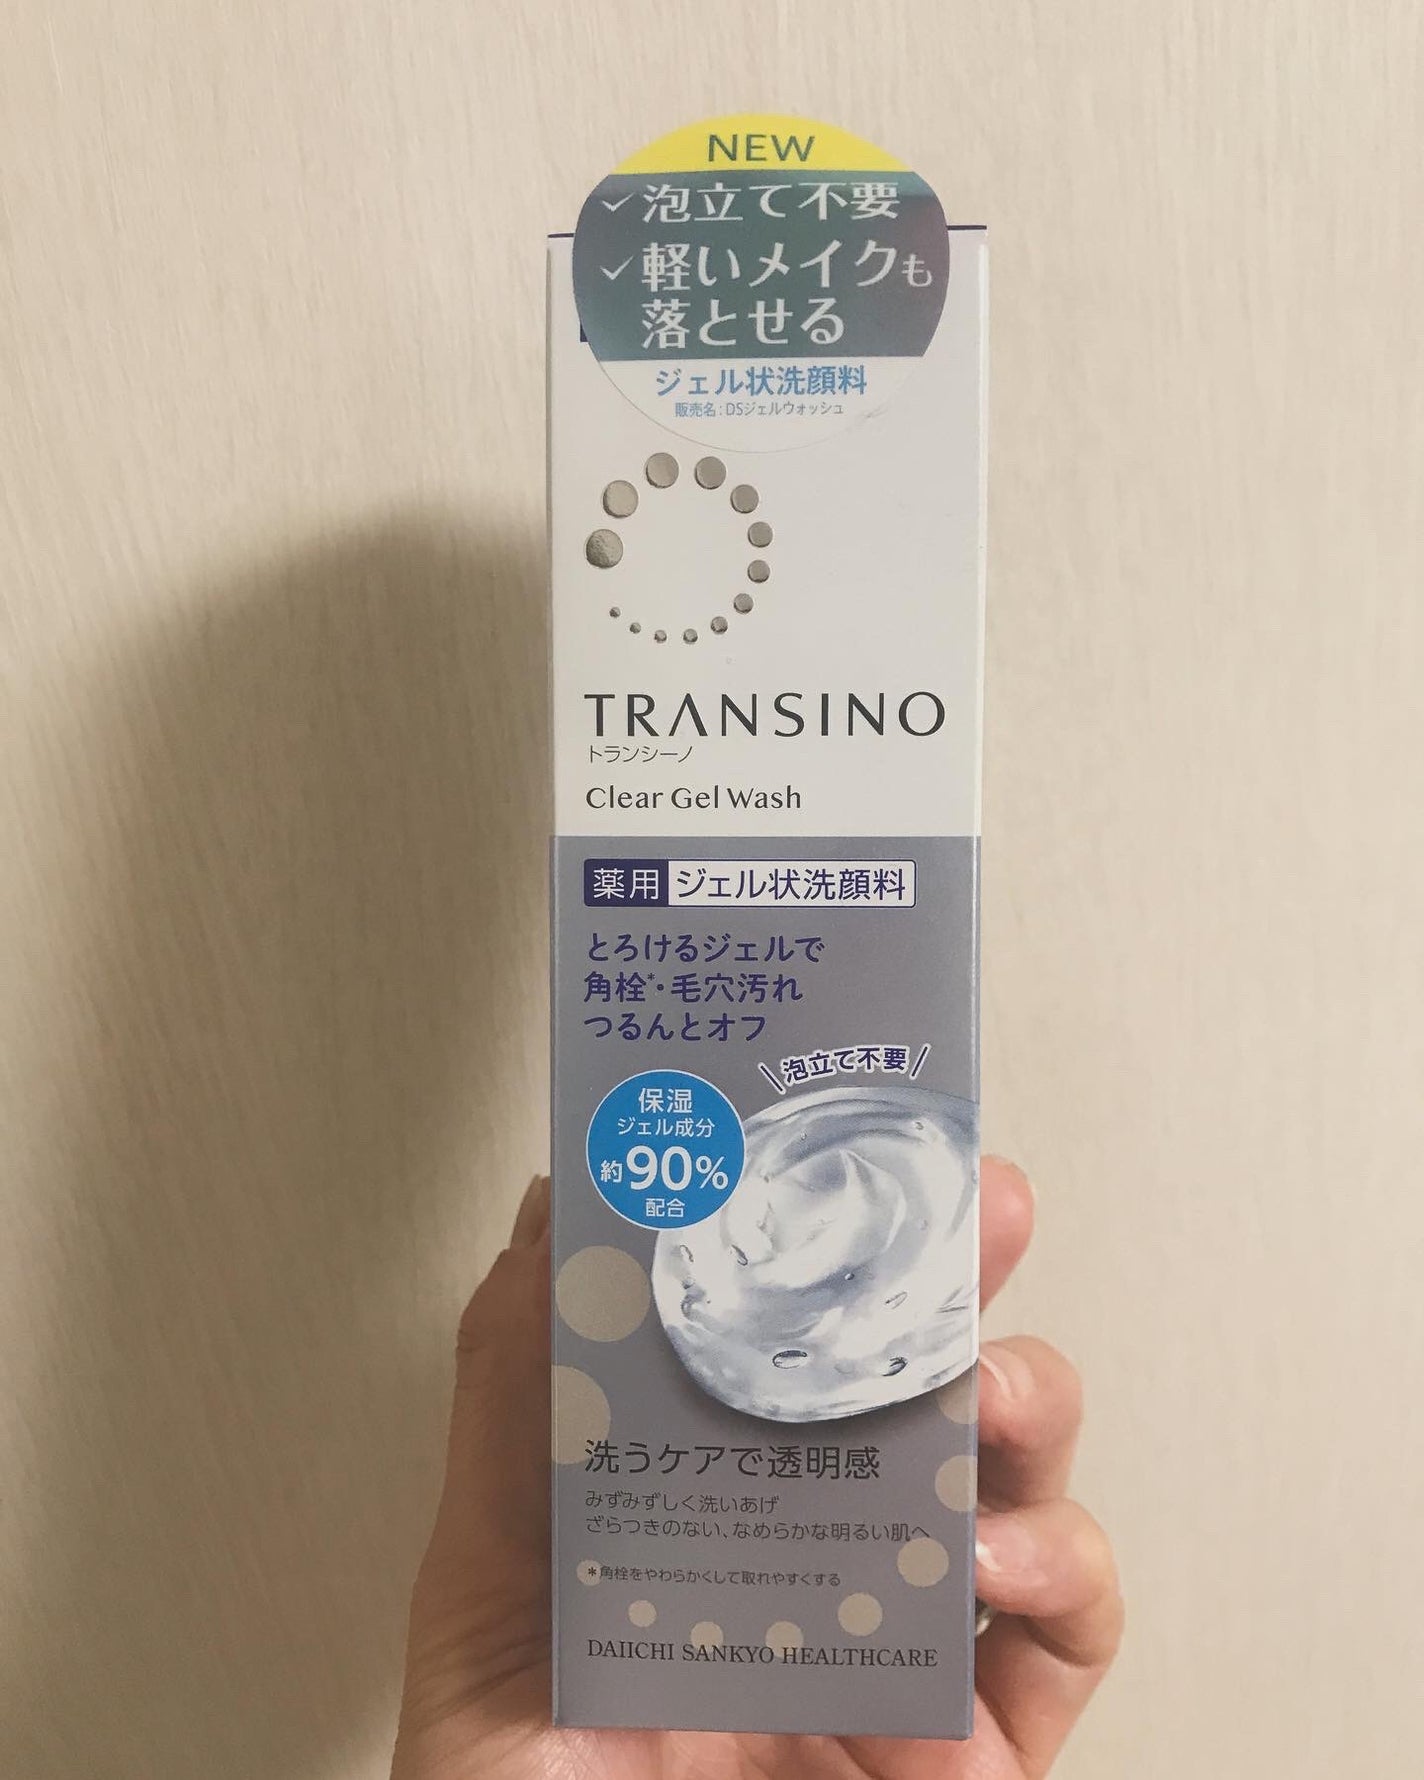 NEW
✓泡立て不要
✓軽いメイクも
落とせる
ジェル状洗顔料
販売名:DSジェルウォッシュ
TRANSINO
トランシーノ
Clear Gel Wash
薬用 ジェル状洗顔料
とろけるジェルで
角栓*・毛穴汚れ
つるんとオフ
\泡立て不要/
保湿
ジェル成分
約90%
配合
洗うケアで透明感
みずみずしく洗いあげ
ざらつきのない、なめらかな明るい肌へ
*角栓をやわらかくして取れやすくする
DAIICHI SANKYO HEALTHCARE